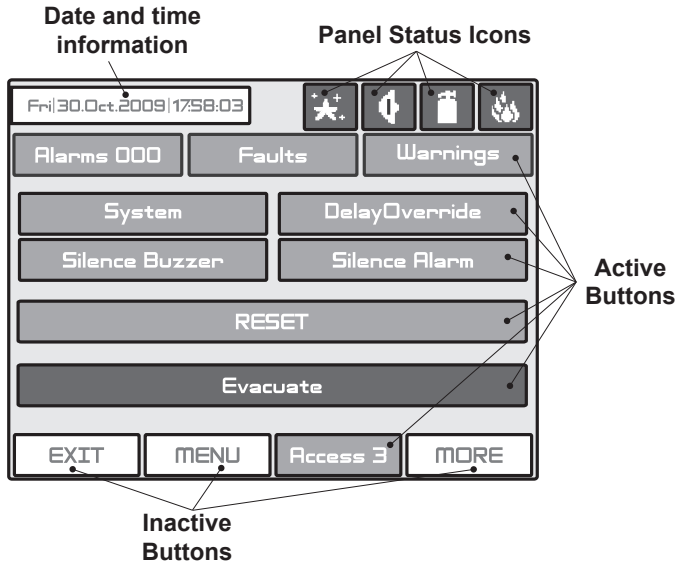 Date and time
information
Panel Status Icons
Fri|30.Oct.2009|17:58:03
Alarms 000
Faults
Warnings
System
DelayOverride
Silence Buzzer
Silence Alarm
Active
Buttons
RESET
Evacuate
EXIT
MENU
Access 3
MORE
Inactive
Buttons